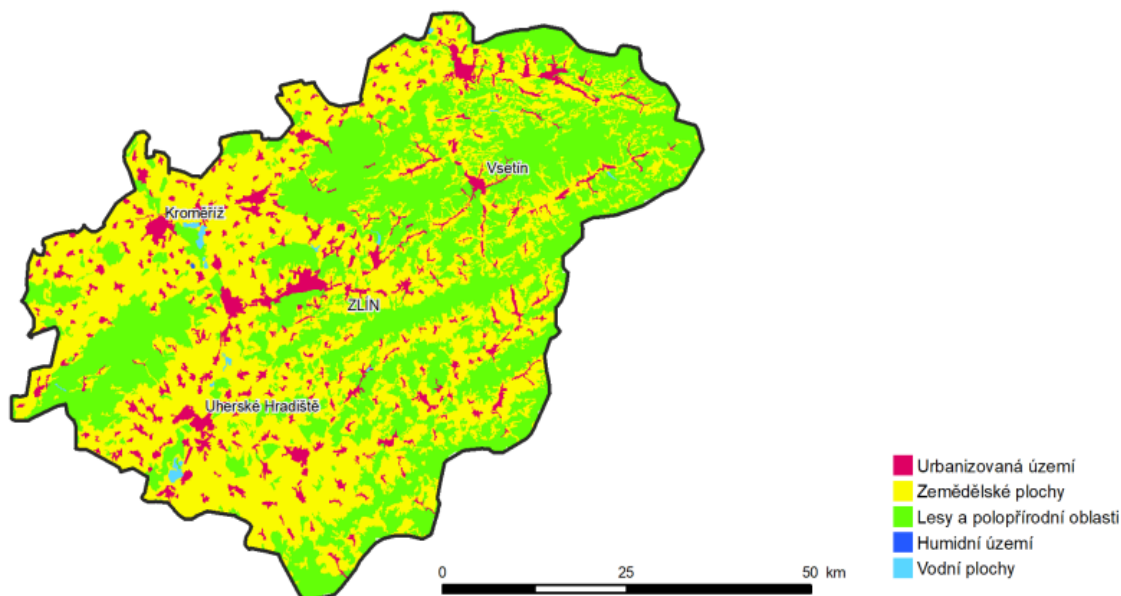 Vsetín
Kroměříž
ZLÍN
Uherské Hradiště
Urbanizovaná území
Zemědělské plochy
Lesy a polopřírodní oblasti
Humidní území
Vodní plochy
0 25 50 km